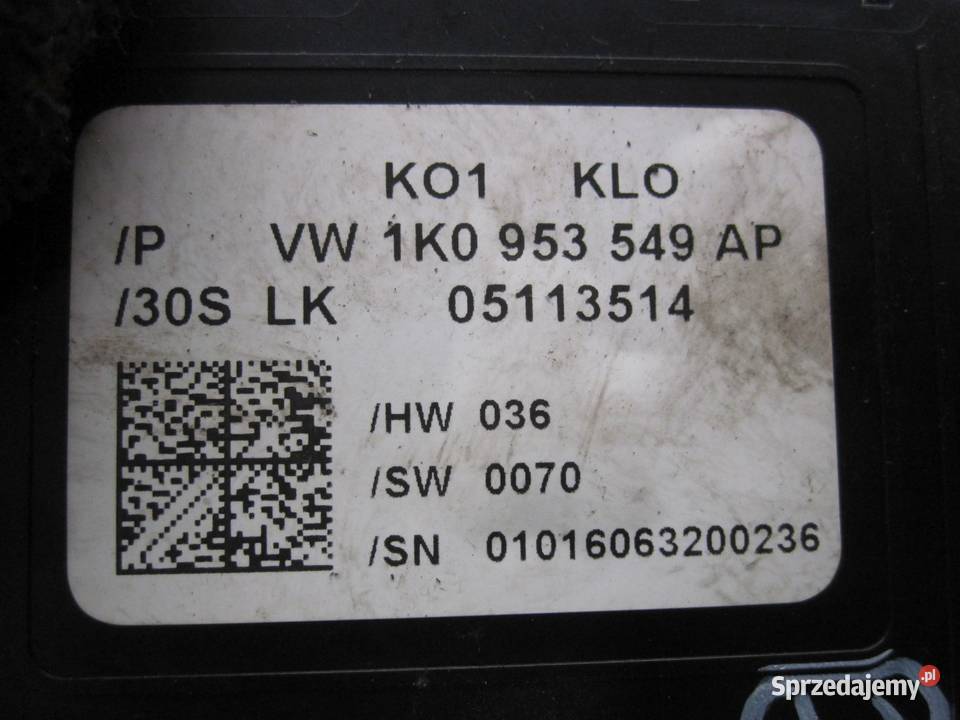 KO1 KLO
/P VW 1K0 953 549 AP
/30S LK 05113514
/HW 036
/SW 0070
/SN 01016063200236
Sprzedajemy.pl